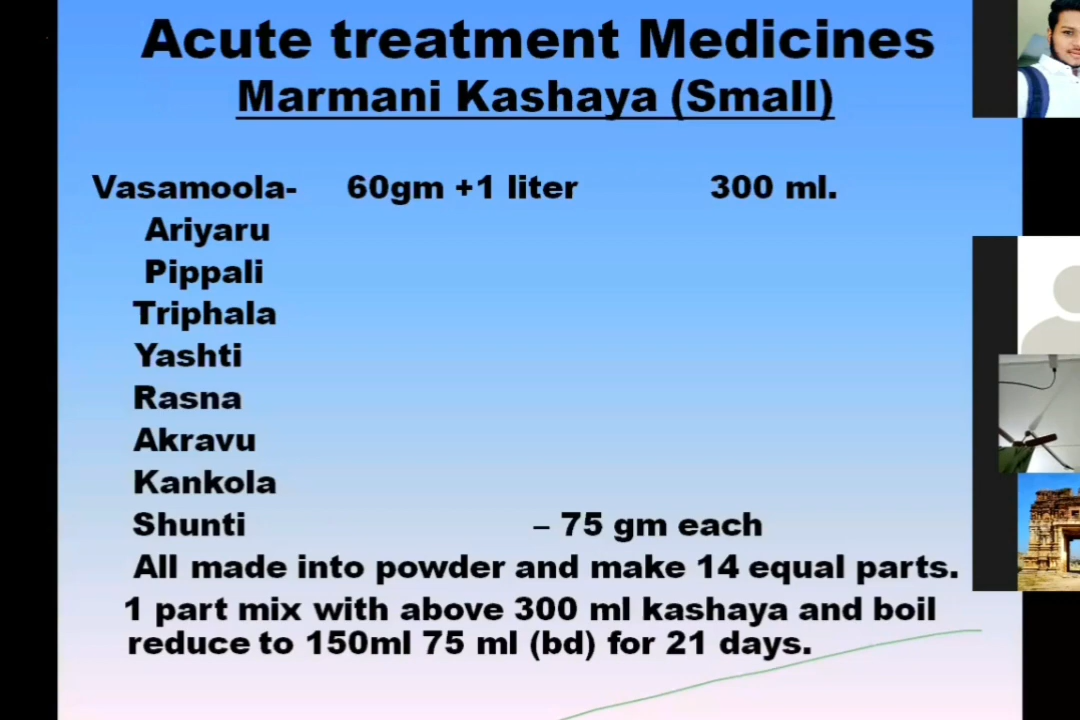 Acute treatment Medicines
Marmani Kashaya (Small)
Vasamoola- 60gm +1 liter 300 ml.
Ariyaru
Pippali
Triphala
Yashti
Rasna
Akravu
Kankola
Shunti – 75 gm each
All made into powder and make 14 equal parts.
1 part mix with above 300 ml kashaya and boil
reduce to 150ml 75 ml (bd) for 21 days.